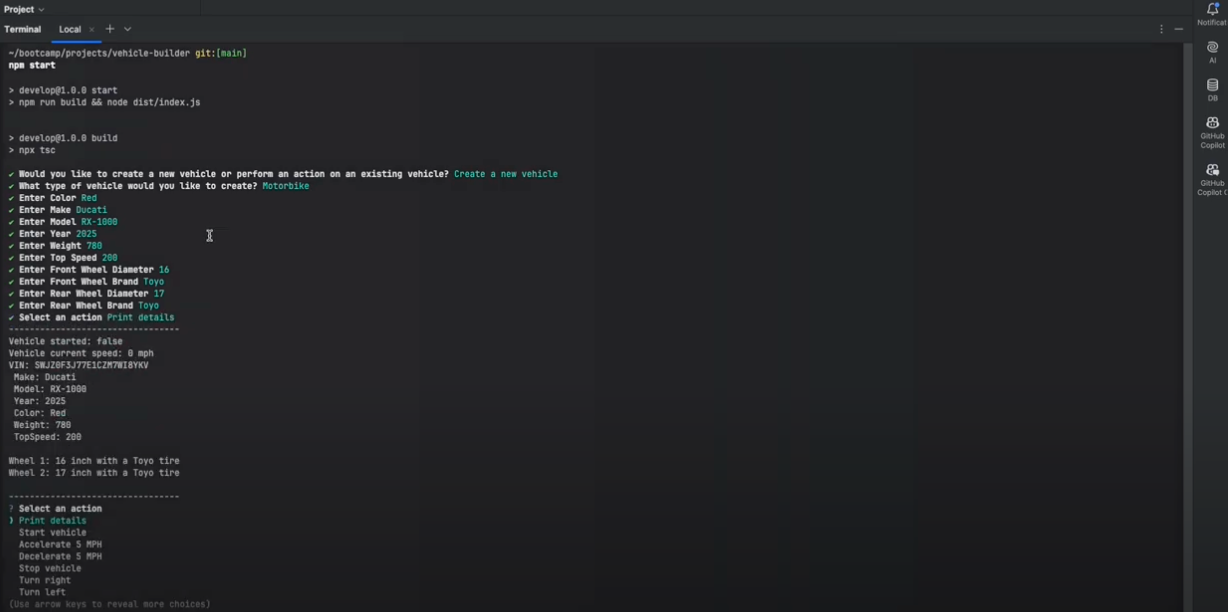 Project
Terminal
Local
~/bootcamp/projects/vehicle-builder git:[main]
npm start
> develop@1.0.0 start
> npm run build && node dist/index.js
> develop@1.0.0 build
> npx tsc
✔ Would you like to create a new vehicle or perform an action on an existing vehicle? Create a new vehicle
✔ What type of vehicle would you like to create? Motorbike
✔ Enter Color Red
✔ Enter Make Ducati
✔ Enter Model RX-1000
✔ Enter Year 2025
✔ Enter Weight 780
✔ Enter Top Speed 200
✔ Enter Front Wheel Diameter 16
✔ Enter Front Wheel Brand Toyo
✔ Enter Rear Wheel Diameter 17
✔ Enter Rear Wheel Brand Toyo
✔ Select an action Print details
---------------------------------
Vehicle started: false
Vehicle current speed: 0 mph
VIN:
Make: Ducati
Model: RX-1000
Year: 2025
Color: Red
Weight: 780
TopSpeed: 200
Wheel 1: 16 inch with a Toyo tire
Wheel 2: 17 inch with a Toyo tire
---------------------------------
? Select an action
❯ Print details
Start vehicle
Accelerate 5 MPH
Decelerate 5 MPH
Stop vehicle
Turn right
Turn left
(Use arrow keys to reveal more choices)
Notificat
AI
DB
GitHub
Copilot
GitHub
Copilot C